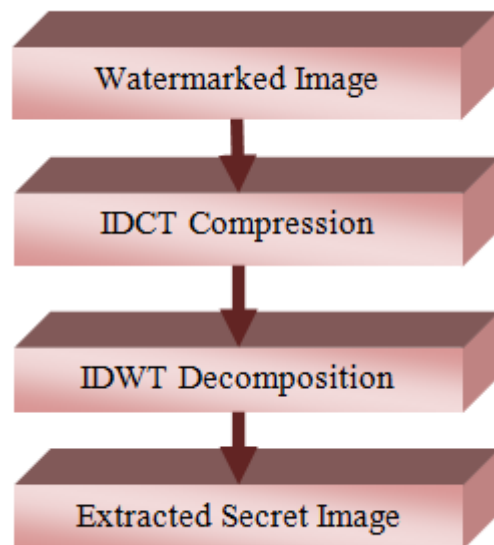 Watermarked Image
IDCT Compression
IDWT Decomposition
Extracted Secret Image